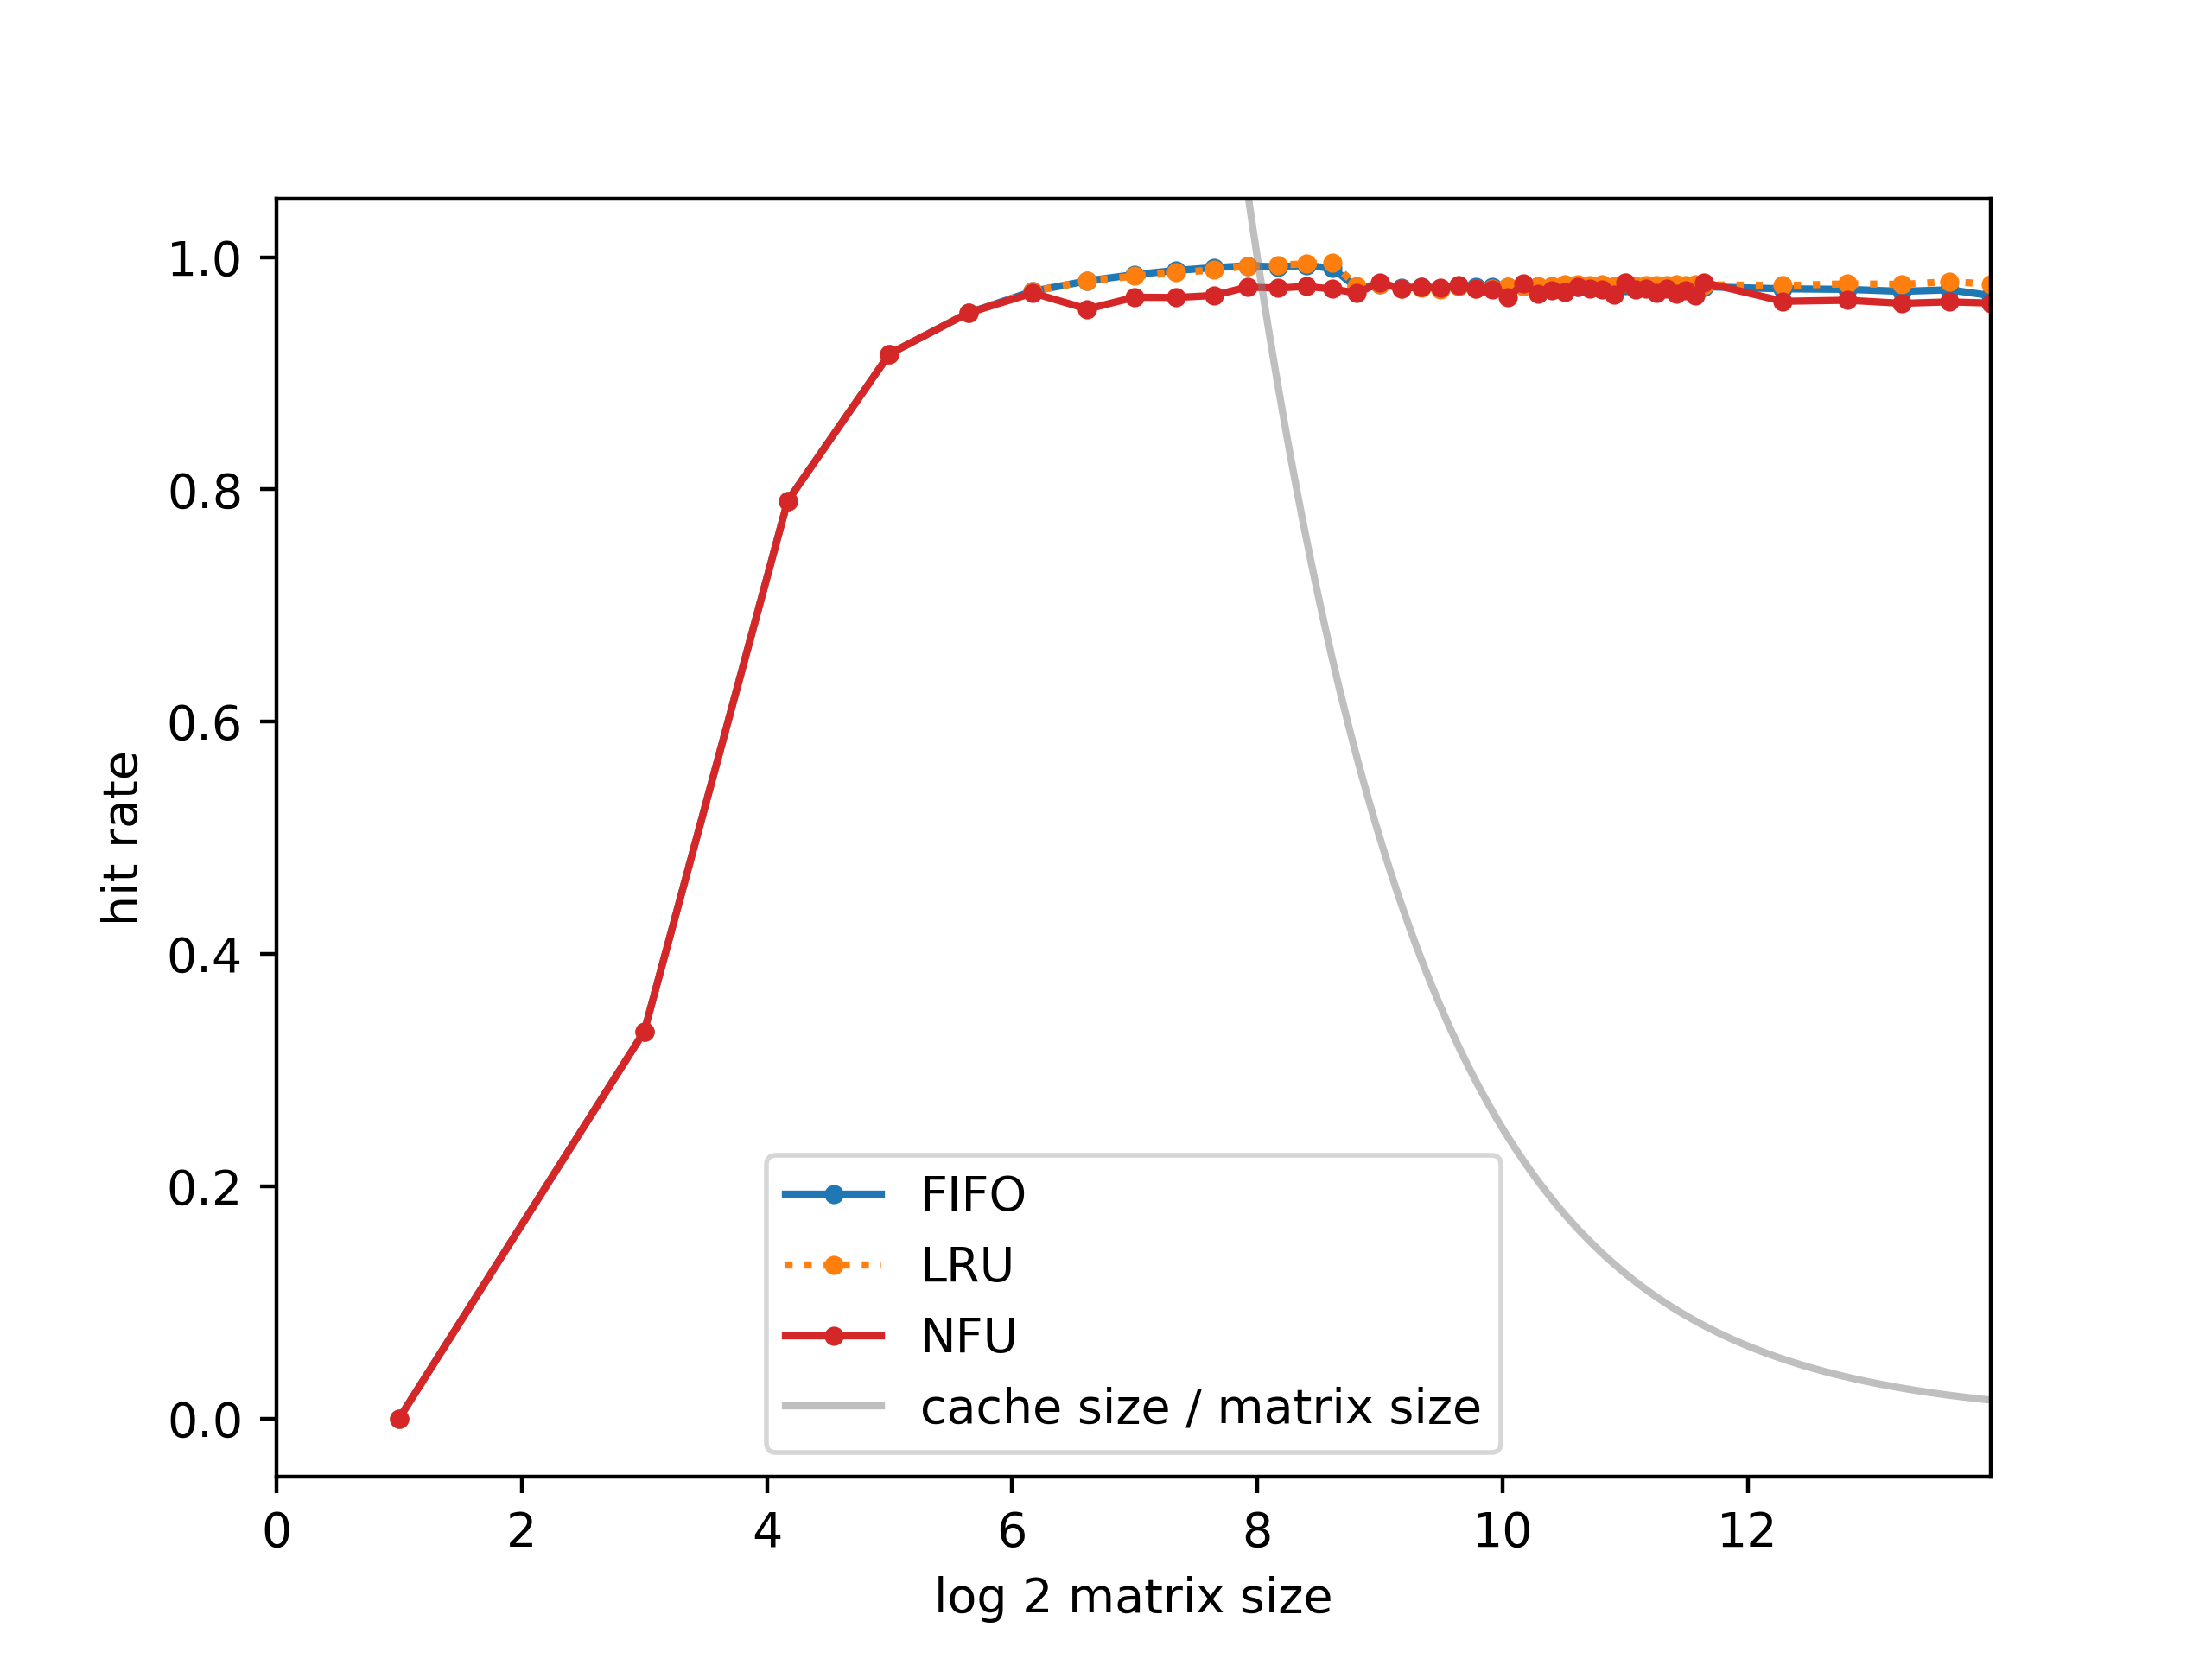 1.0
0.8
0.6
0.4
0.2
0.0
hit rate
FIFO
LRU
NFU
cache size / matrix size
0 2 4 6 8 10 12
log 2 matrix size